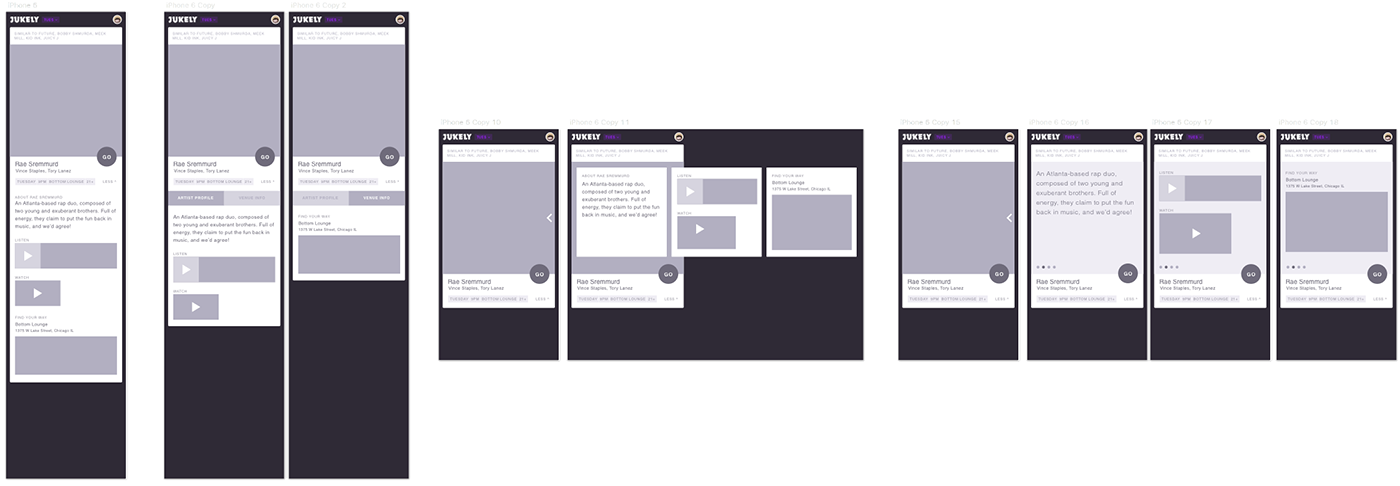 iPhone 5
JUKELY
SIMILAR TO FUTURE, BOBBY SHMURDA, MEEK
MILL, KID INK, JUICY J
GO
Rae Sremmurd
Vince Staples, Tory Lanez
TUESDAY 9PM BOTTOM LOUNGE 21+
LESS
ABOUT RAE SREMMURD
An Atlanta-based rap duo, composed of
two young and exuberant brothers. Full of
energy, they claim to put the fun back in
music, and we'd agree!
LISTEN
WATCH
FIND YOUR WAY
Bottom Lounge
1375 W Lake Street, Chicago IL
iPhone 6 Copy
JUKELY
SIMILAR TO FUTURE, BOBBY SHMURDA, MEEK
MILL, KID INK, JUICY J
GO
Rae Sremmurd
Vince Staples, Tory Lanez
TUESDAY 9PM BOTTOM LOUNGE 21+
LESS
ARTIST PROFILE
VENUE INFO
An Atlanta-based rap duo, composed of
two young and exuberant brothers. Full of
energy, they claim to put the fun back in
music, and we'd agree!
LISTEN
WATCH
iPhone 6 Copy 2
JUKELY
SIMILAR TO FUTURE, BOBBY SHMURDA, MEEK
MILL, KID INK, JUICY J
GO
Rae Sremmurd
Vince Staples, Tory Lanez
TUESDAY 9PM BOTTOM LOUNGE 21+
LESS
ARTIST PROFILE
VENUE INFO
FIND YOUR WAY
Bottom Lounge
1375 W Lake Street, Chicago IL
iPhone 6 Copy 10
JUKELY
SIMILAR TO FUTURE, BOBBY SHMURDA, MEEK
MILL, KID INK, JUICY J
GO
Rae Sremmurd
Vince Staples, Tory Lanez
TUESDAY 9PM BOTTOM LOUNGE 21+
LESS
iPhone 6 Copy 11
JUKELY
SIMILAR TO FUTURE, BOBBY SHMURDA, MEEK
MILL, KID INK, JUICY J
ABOUT RAE SREMMURD
An Atlanta-based rap duo,
composed of two young and
exuberant brothers. Full of
energy, they claim to put the
fun back in music, and we'd
agree!
LISTEN
WATCH
FIND YOUR WAY
Bottom Lounge
1375 W Lake Street, Chicago IL
GO
Rae Sremmurd
Vince Staples, Tory Lanez
TUESDAY 9PM BOTTOM LOUNGE 21+
LESS
iPhone 6 Copy 15
JUKELY
SIMILAR TO FUTURE, BOBBY SHMURDA, MEEK
MILL, KID INK, JUICY J
GO
Rae Sremmurd
Vince Staples, Tory Lanez
TUESDAY 9PM BOTTOM LOUNGE 21+
LESS
iPhone 6 Copy 16
JUKELY
SIMILAR TO FUTURE, BOBBY SHMURDA, MEEK
MILL, KID INK, JUICY J
An Atlanta-based rap duo,
composed of two young and
exuberant brothers. Full of
energy, they claim to put the
fun back in music, and
we'd agree!
GO
Rae Sremmurd
Vince Staples, Tory Lanez
TUESDAY 9PM BOTTOM LOUNGE 21+
LESS
iPhone 6 Copy 17
JUKELY
SIMILAR TO FUTURE, BOBBY SHMURDA, MEEK
MILL, KID INK, JUICY J
LISTEN
WATCH
GO
Rae Sremmurd
Vince Staples, Tory Lanez
TUESDAY 9PM BOTTOM LOUNGE 21+
LESS
iPhone 6 Copy 18
JUKELY
SIMILAR TO FUTURE, BOBBY SHMURDA, MEEK
MILL, KID INK, JUICY J
FIND YOUR WAY
Bottom Lounge
1375 W Lake Street, Chicago IL
GO
Rae Sremmurd
Vince Staples, Tory Lanez
TUESDAY 9PM BOTTOM LOUNGE 21+
LESS